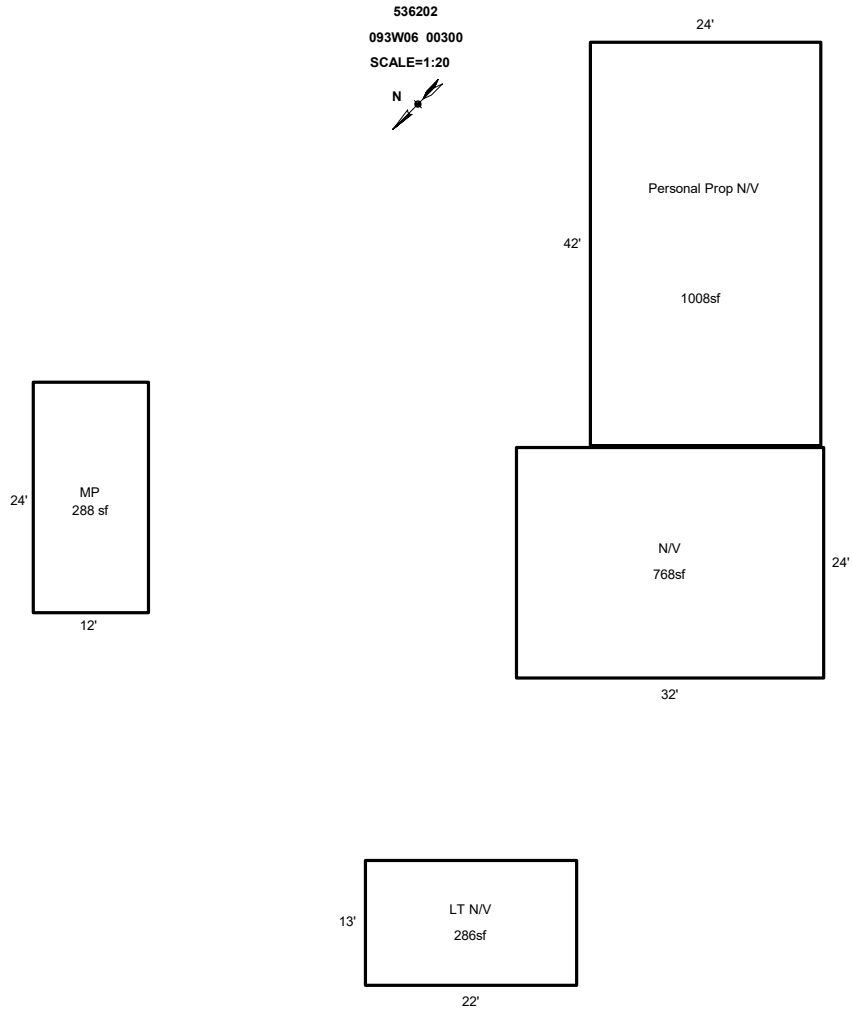 536202
093W06 00300
SCALE=1:20
N
24'
Personal Prop N/V
42'
1008sf
24'
MP
288 sf
12'
N/V
768sf
24'
32'
LT N/V
13'
286sf
22'